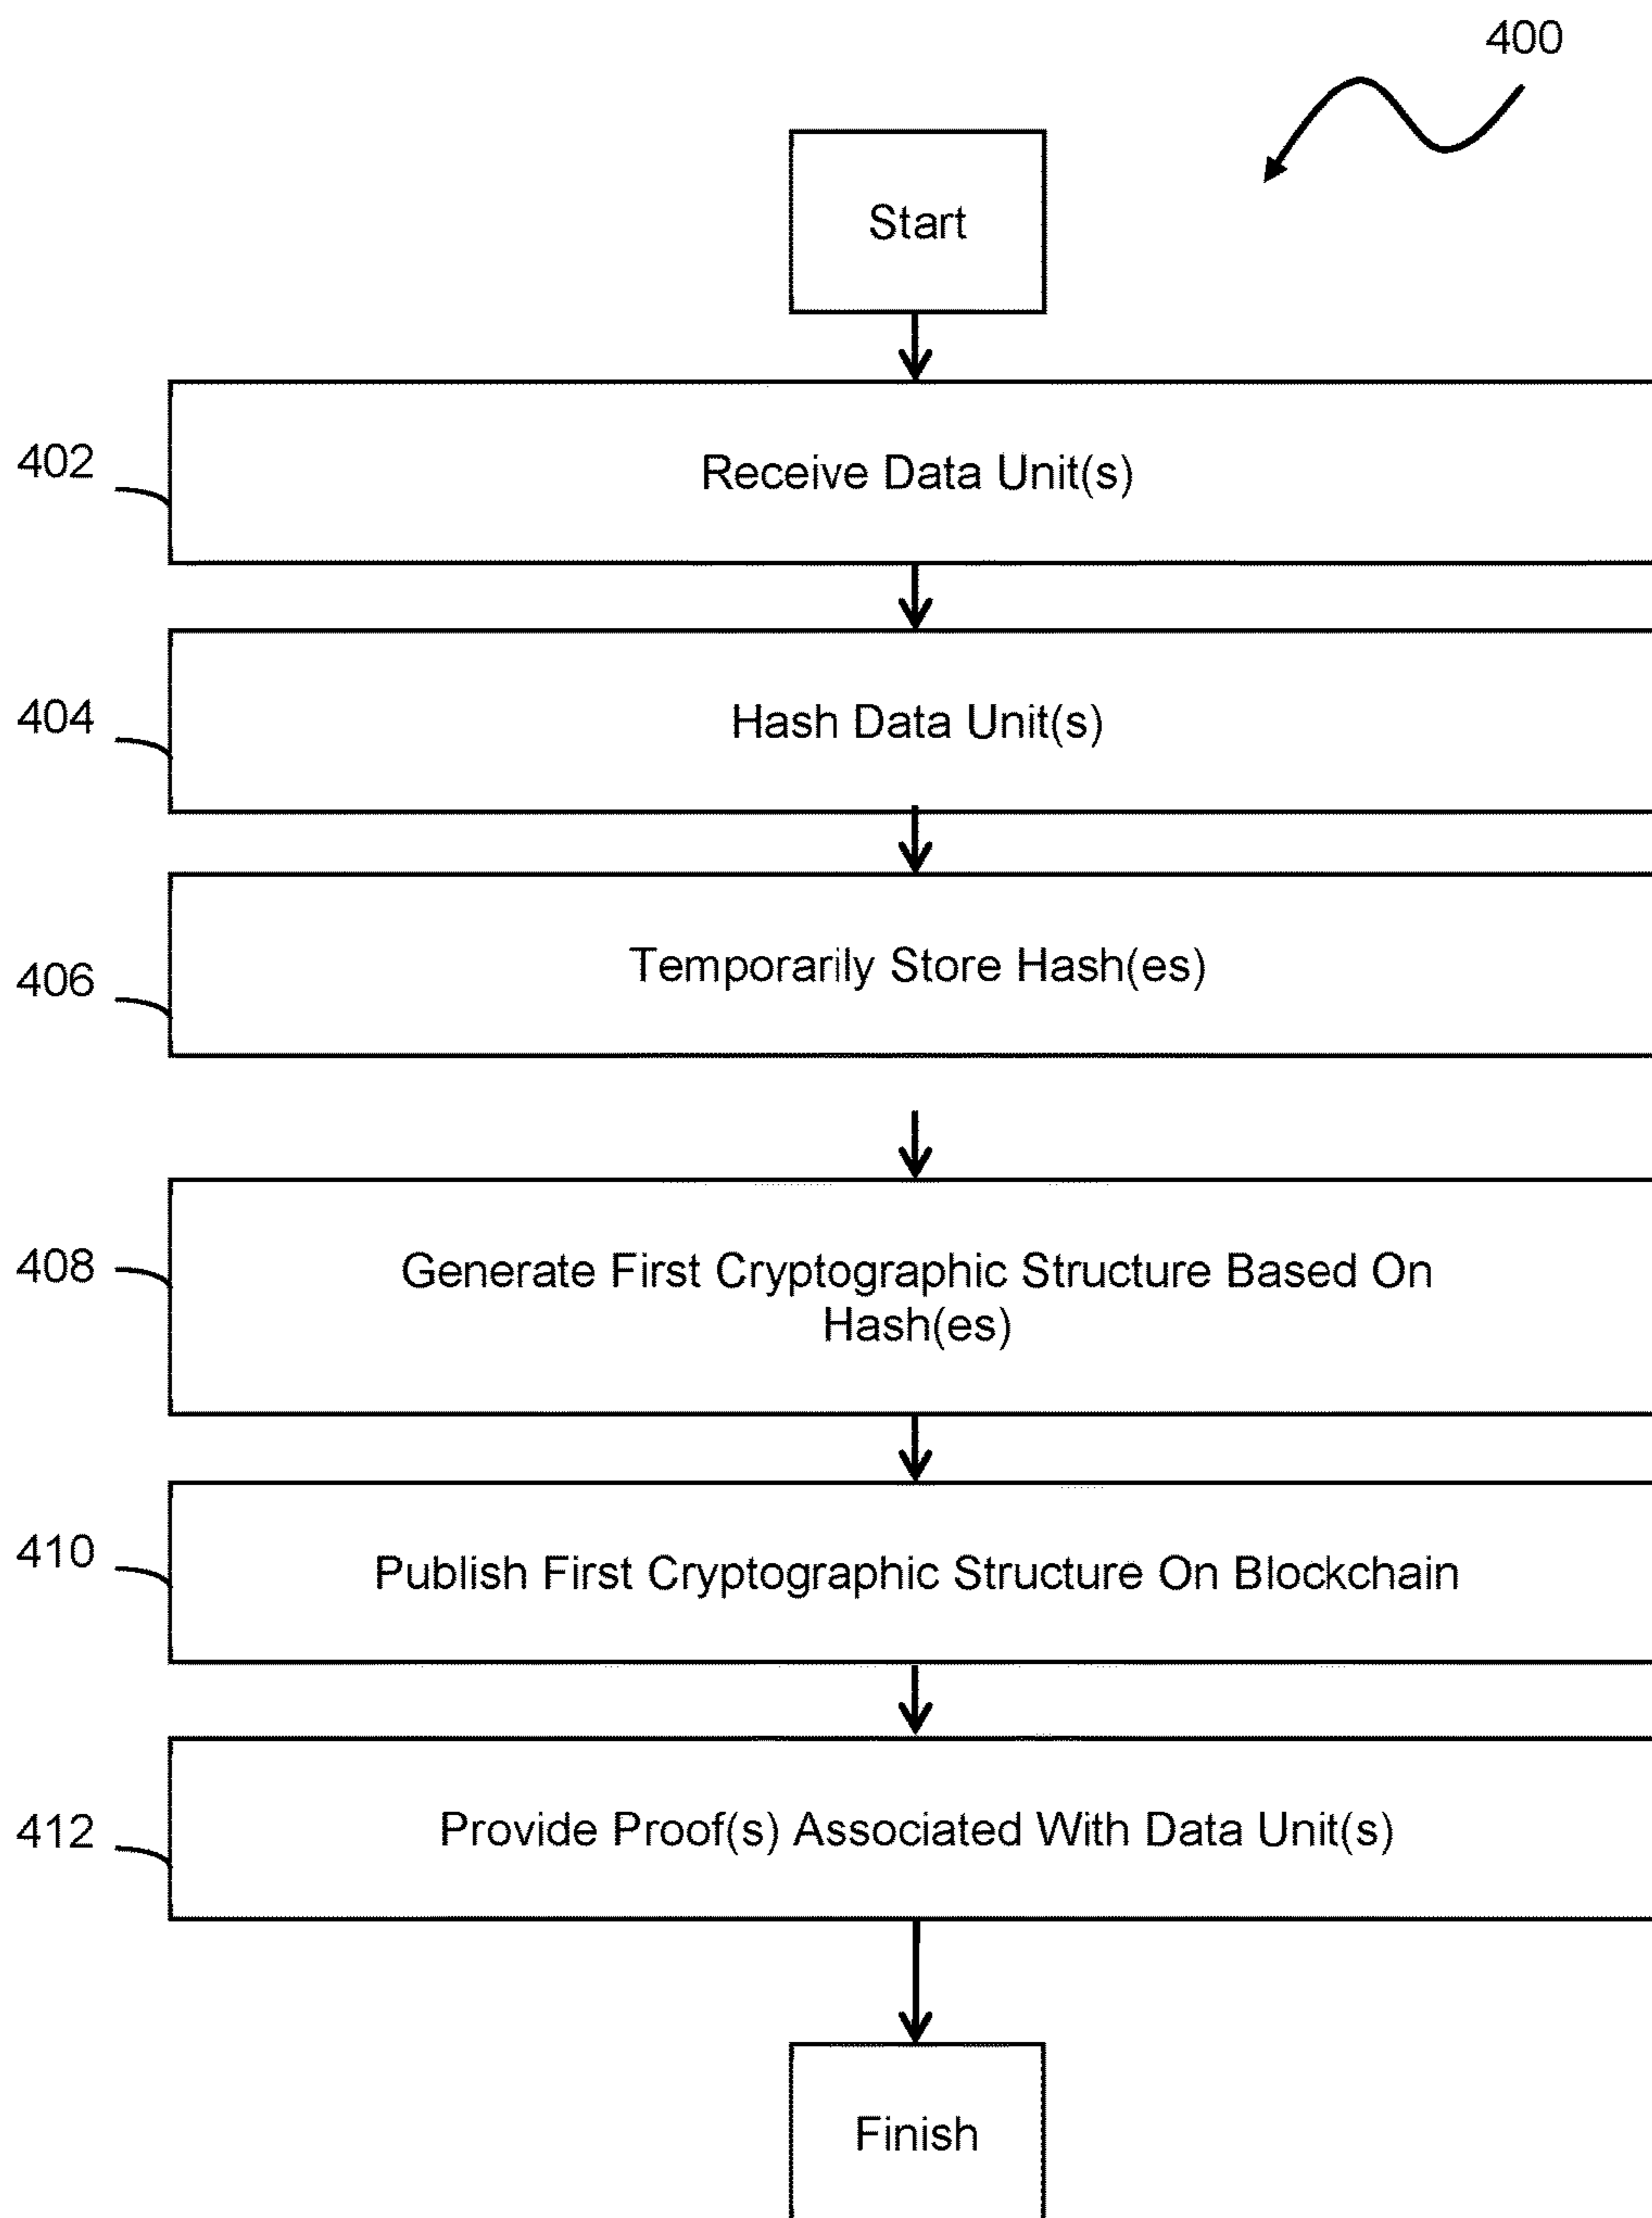 400
Start
402
Receive Data Unit(s)
404
Hash Data Unit(s)
406
Temporarily Store Hash(es)
408
Generate First Cryptographic Structure Based On
Hash(es)
410
Publish First Cryptographic Structure On Blockchain
412
Provide Proof(s) Associated With Data Unit(s)
Finish